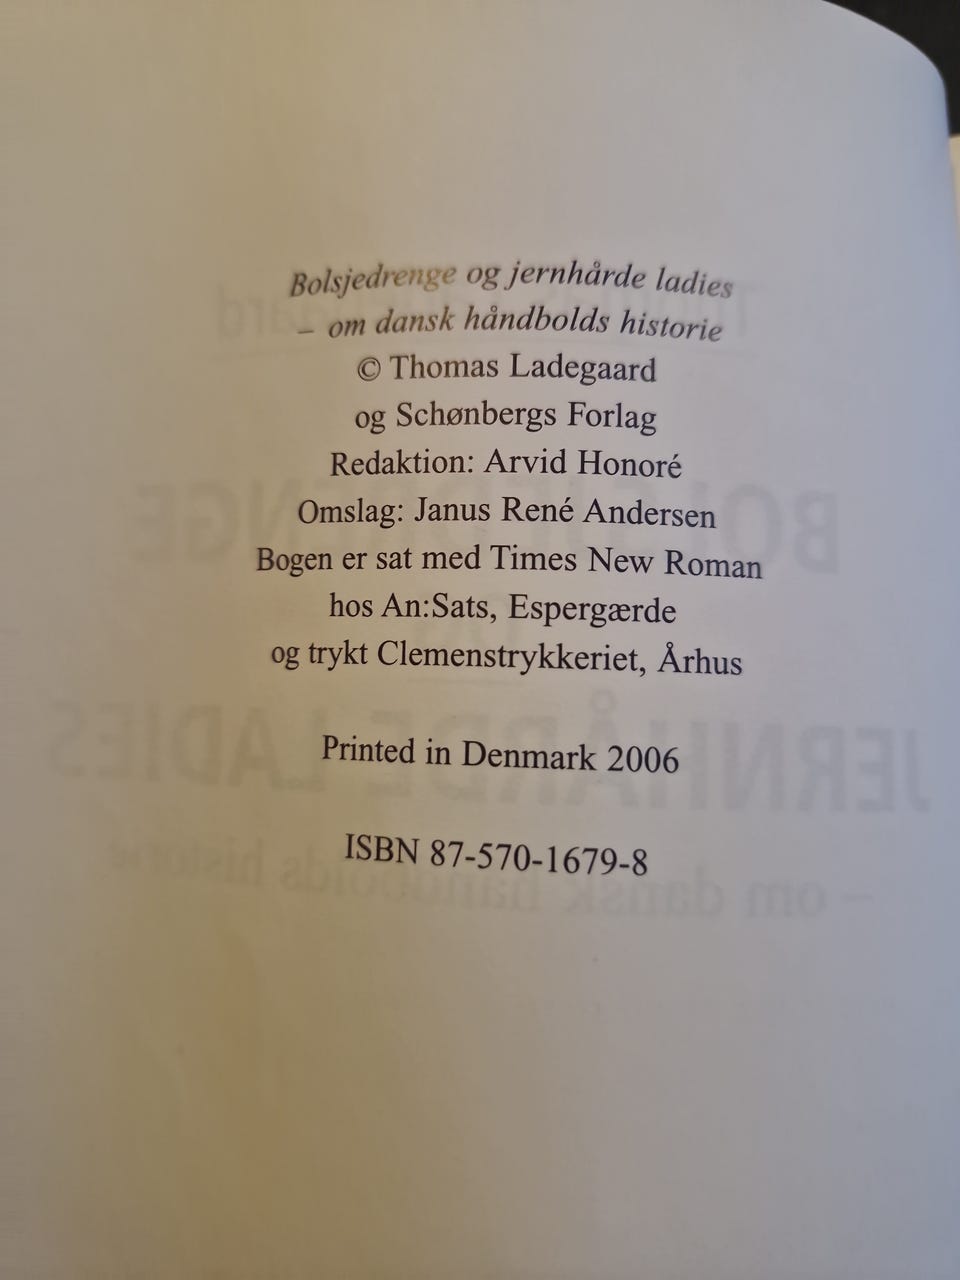 Bolsjedrenge og jernhårde ladies
– om dansk håndbolds historie
© Thomas Ladegaard
og Schønbergs Forlag
Redaktion: Arvid Honoré
Omslag: Janus René Andersen
Bogen er sat med Times New Roman
hos An:Sats, Espergærde
og trykt Clemenstrykkeriet, Århus
Printed in Denmark 2006
ISBN 87-570-1679-8